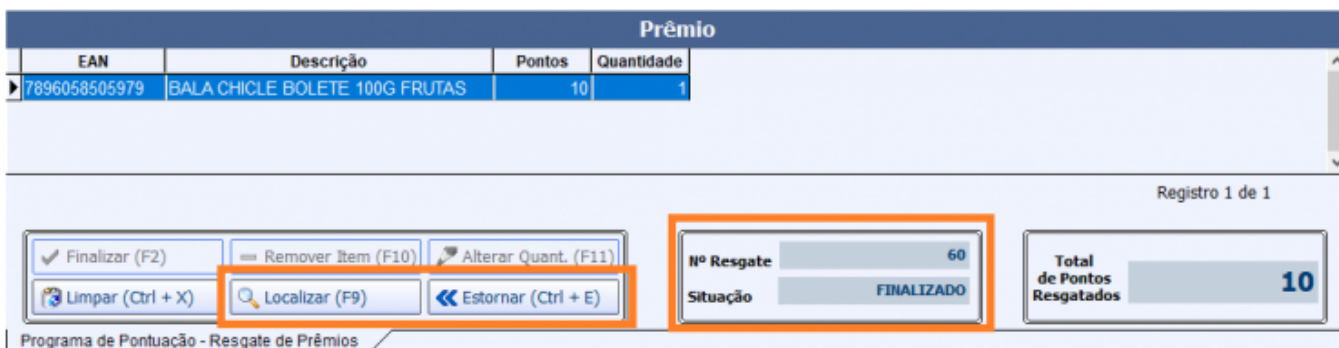 Prêmio
EAN Descrição Pontos Quantidade
7896058505979 BALA CHICLE BOLETE 100G FRUTAS 10 1
Registro 1 de 1
Finalizar (F2) Remover Item (F10) Alterar Quant. (F11)
Limpar (Ctrl + X) Localizar (F9) Estornar (Ctrl + E)
Nº Resgate 60
Situação FINALIZADO
Total
de Pontos
Resgatados
10
Programa de Pontuação - Resgate de Prêmios